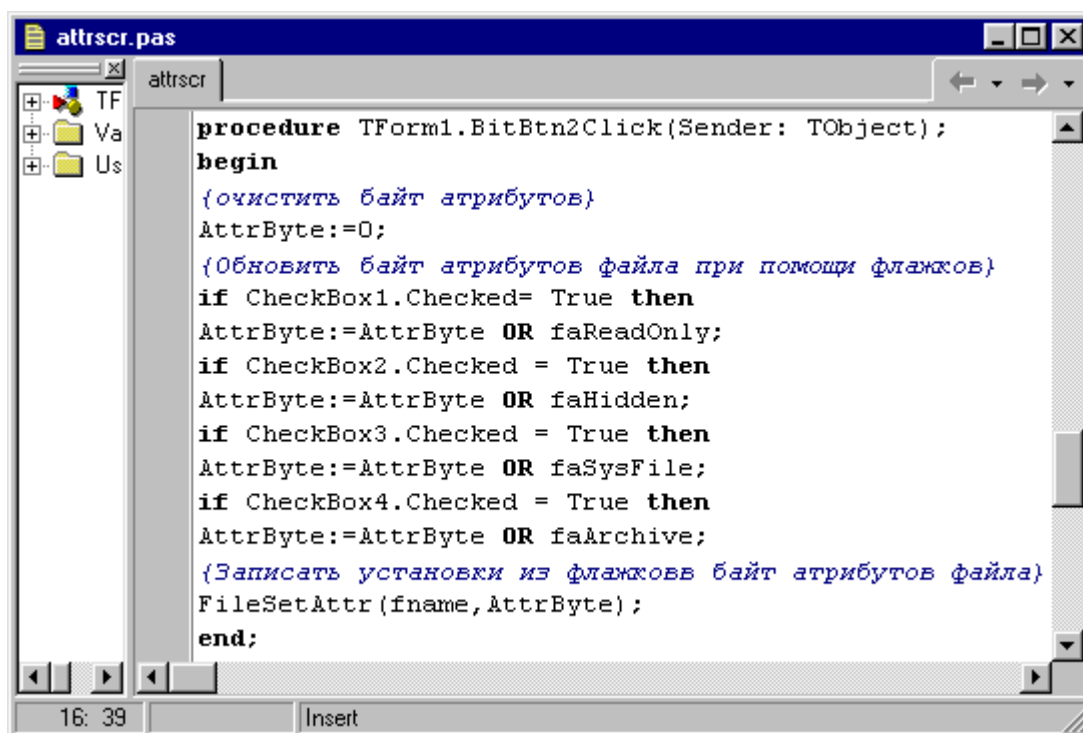 attrscr.pas
attrscr
TF
Va
Us
procedure TForm1.BitBtn2Click(Sender: TObject);
begin
{очистить байт атрибутов}
AttrByte:=0;
{Обновить байт атрибутов файла при помощи флажков}
if CheckBox1.Checked= True then
AttrByte:=AttrByte OR faReadOnly;
if CheckBox2.Checked = True then
AttrByte:=AttrByte OR faHidden;
if CheckBox3.Checked = True then
AttrByte:=AttrByte OR faSysFile;
if CheckBox4.Checked = True then
AttrByte:=AttrByte OR faArchive;
{Записать установки из флажковв байт атрибутов файла}
FileSetAttr(fname,AttrByte);
end;
16: 39
Insert